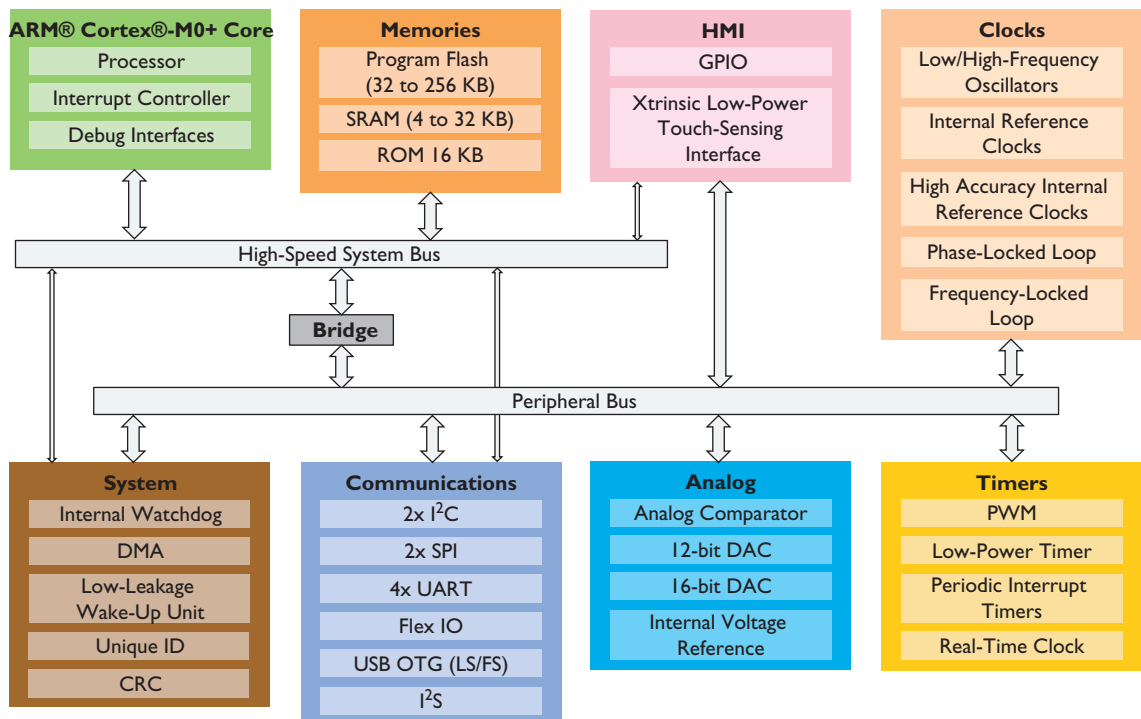 ARM® Cortex®-M0+ Core
Processor
Interrupt Controller
Debug Interfaces
Memories
Program Flash
(32 to 256 KB)
SRAM (4 to 32 KB)
ROM 16 KB
HMI
GPIO
Xtrinsic Low-Power
Touch-Sensing
Interface
Clocks
Low/High-Frequency
Oscillators
Internal Reference
Clocks
High Accuracy Internal
Reference Clocks
Phase-Locked Loop
Frequency-Locked
Loop
High-Speed System Bus
Bridge
Peripheral Bus
System
Internal Watchdog
DMA
Low-Leakage
Wake-Up Unit
Unique ID
CRC
Communications
2x I²C
2x SPI
4x UART
Flex IO
USB OTG (LS/FS)
I²S
Analog
Analog Comparator
12-bit DAC
16-bit DAC
Internal Voltage
Reference
Timers
PWM
Low-Power Timer
Periodic Interrupt
Timers
Real-Time Clock